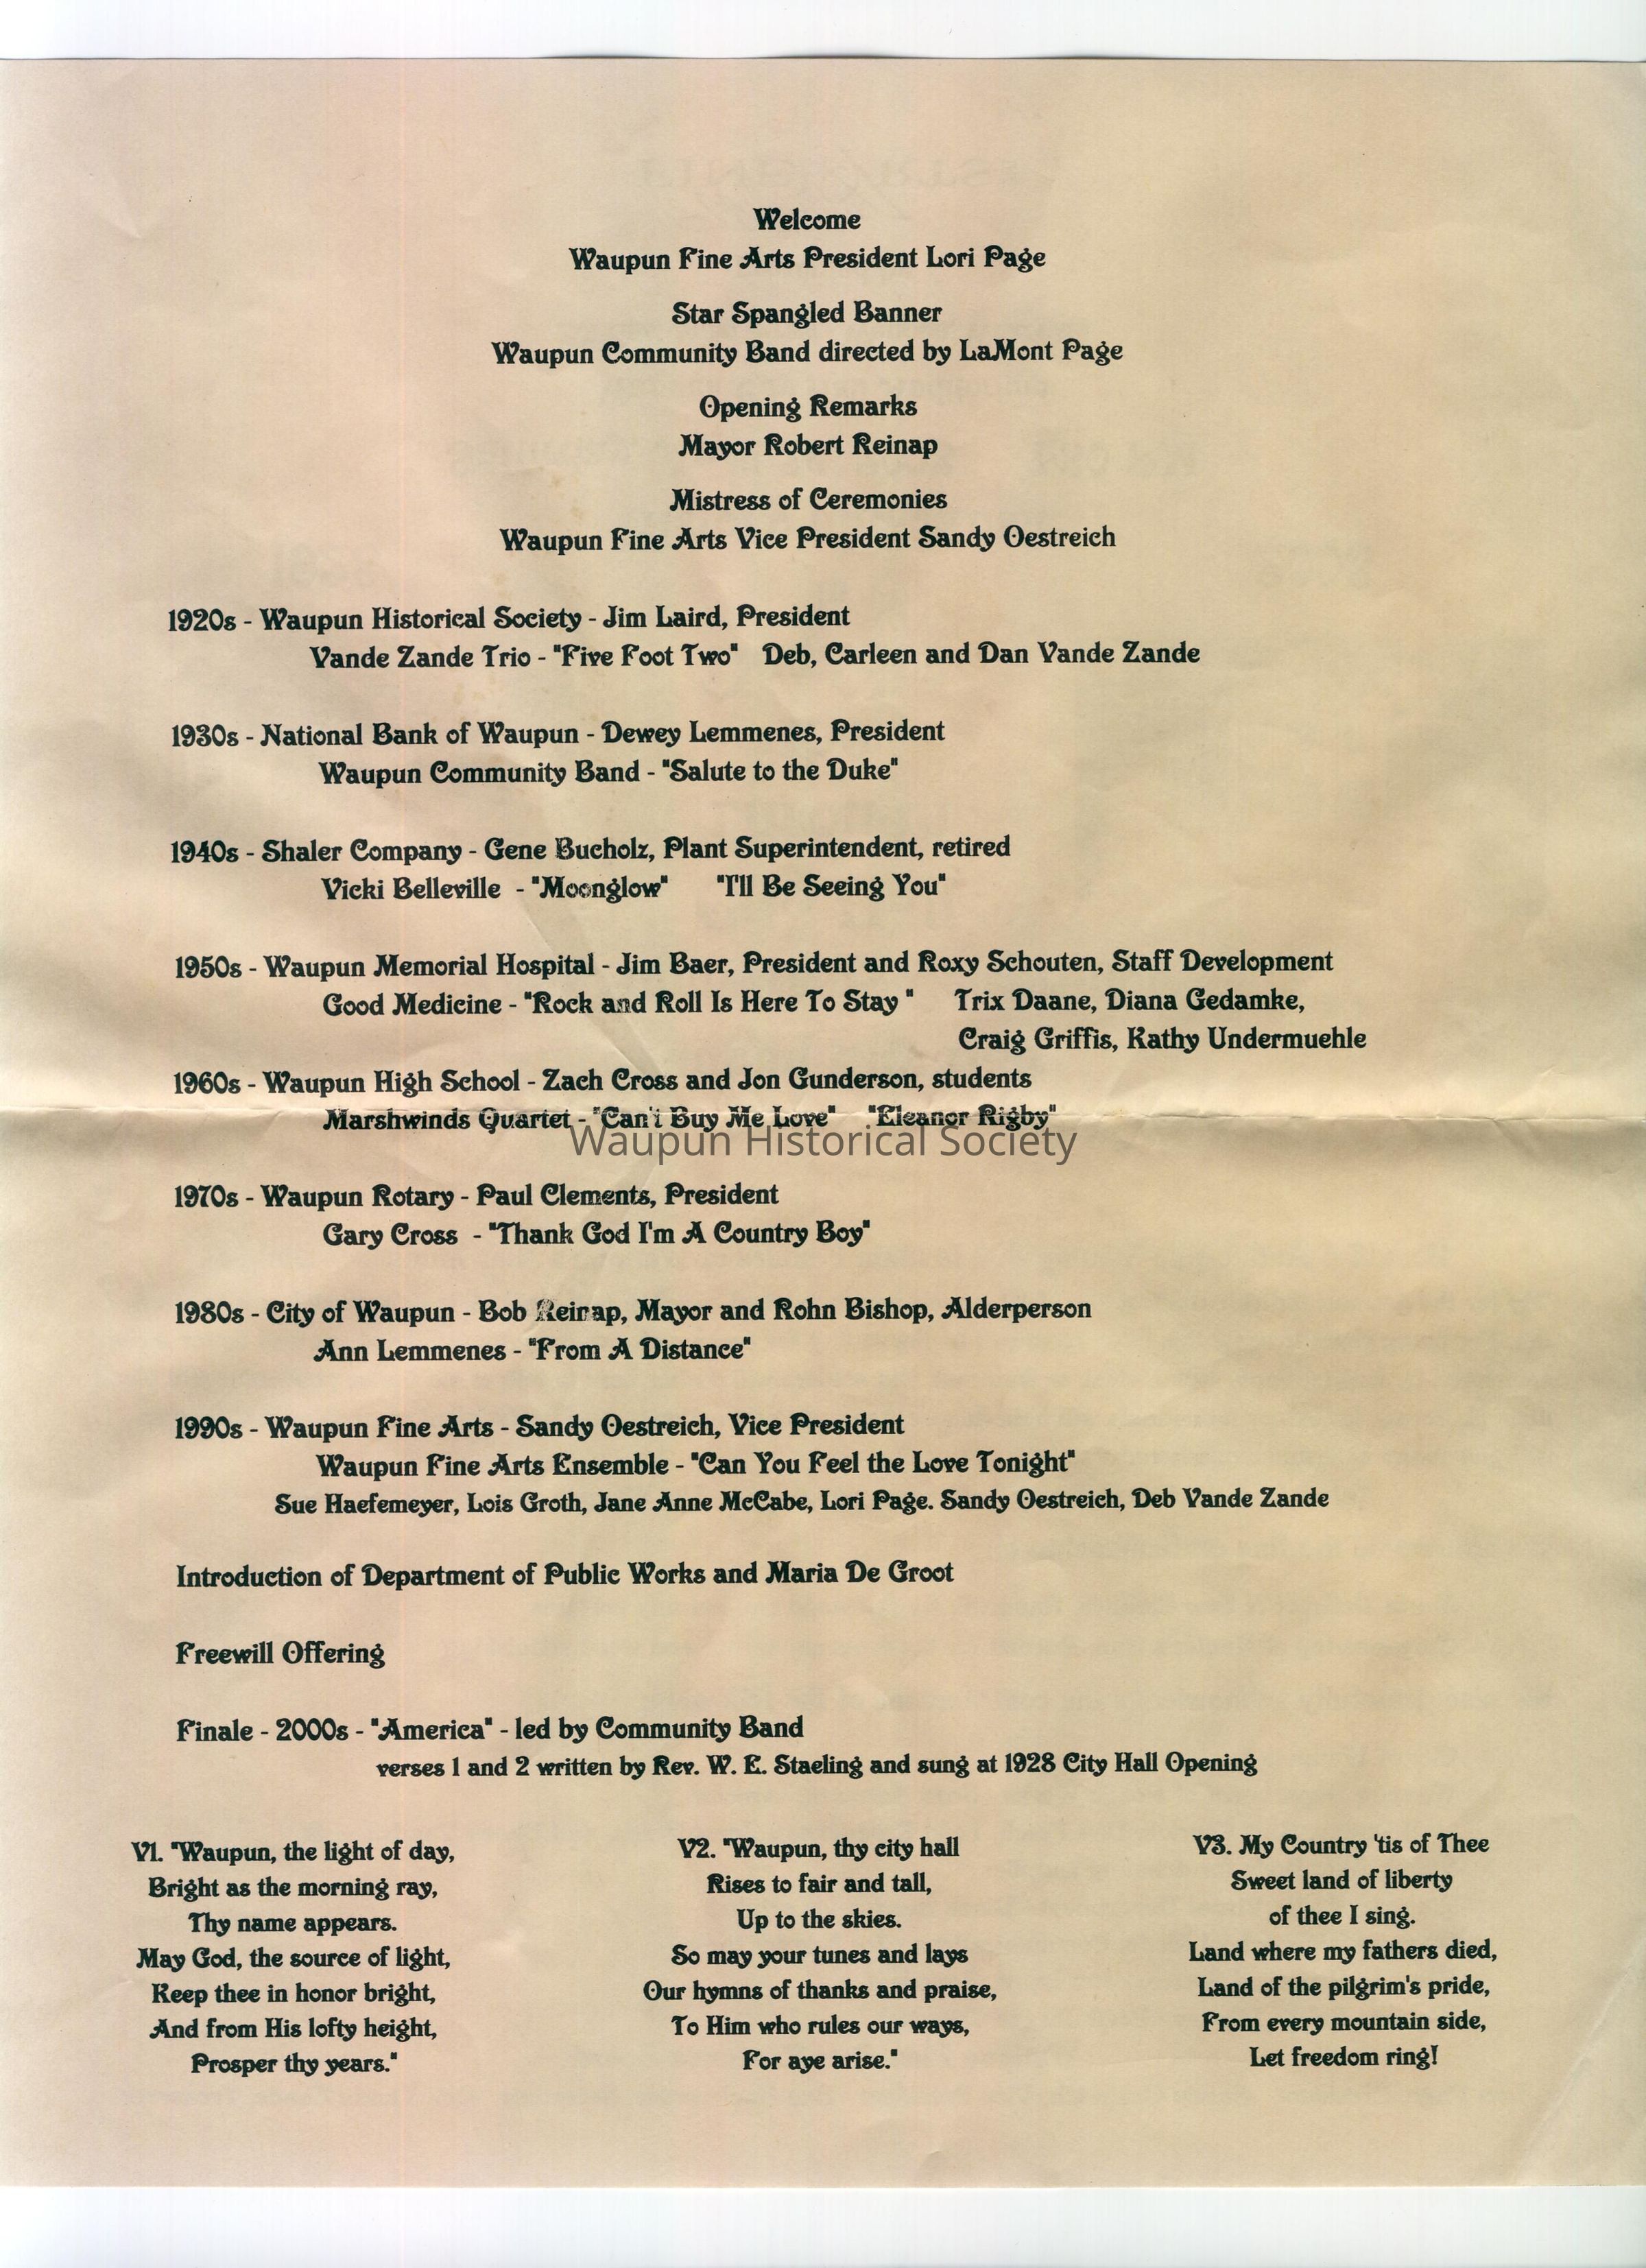 Welcome
Waupun Fine Arts President Lori Page
Star Spangled Banner
Waupun Community Band directed by LaMont Page
Opening Remarks
Mayor Robert Reinap
Mistress of Ceremonies
Waupun Fine Arts Vice President Sandy Oestreich
1920s - Waupun Historical Society - Jim Laird, President
Vande Zande Trio - "Five Foot Two"   Deb, Carleen and Dan Vande Zande
1930s - National Bank of Waupun - Dewey Lemmenes, President
Waupun Community Band - "Salute to the Duke"
1940s - Shaler Company - Gene Bucholz, Plant Superintendent, retired
Vicki Belleville  - "Moonglow"     "I'll Be Seeing You"
1950s - Waupun Memorial Hospital - Jim Baer, President and Roxy Schouten, Staff Development
Good Medicine - "Rock and Roll Is Here To Stay "     Trix Daane, Diana Gedamke,
Craig Griffis, Kathy Undermuehle
1960s - Waupun High School - Zach Cross and Jon Gunderson, students
Marshwinds Quartet - "Can't Buy Me Love"    "Eleanor Rigby"
Waupun Historical Society
1970s - Waupun Rotary - Paul Clements, President
Gary Cross  - "Thank God I'm A Country Boy"
1980s - City of Waupun - Bob Reinap, Mayor and Rohn Bishop, Alderperson
Ann Lemmenes - "From A Distance"
1990s - Waupun Fine Arts - Sandy Oestreich, Vice President
Waupun Fine Arts Ensemble - "Can You Feel the Love Tonight"
Sue Haefemeyer, Lois Groth, Jane Anne McCabe, Lori Page. Sandy Oestreich, Deb Vande Zande
Introduction of Department of Public Works and Maria De Groot
Freewill Offering
Finale - 2000s - "America" - led by Community Band
verses 1 and 2 written by Rev. W. E. Staeling and sung at 1928 City Hall Opening
V1. "Waupun, the light of day,
Bright as the morning ray,
Thy name appears.
May God, the source of light,
Keep thee in honor bright,
And from His lofty height,
Prosper thy years."
V2. "Waupun, thy city hall
Rises to fair and tall,
Up to the skies.
So may your tunes and lays
Our hymns of thanks and praise,
To Him who rules our ways,
For aye arise."
V3. My Country 'tis of Thee
Sweet land of liberty
of thee I sing.
Land where my fathers died,
Land of the pilgrim's pride,
From every mountain side,
Let freedom ring!